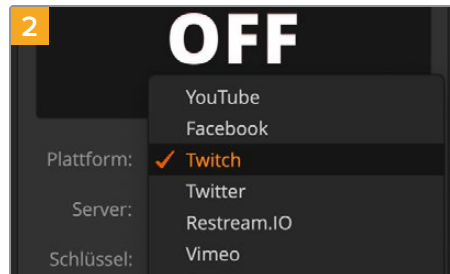 2
OFF
YouTube
Facebook
Plattform:
✓ Twitch
Twitter
Server:
Restream.IO
Schlüssel:
Vimeo